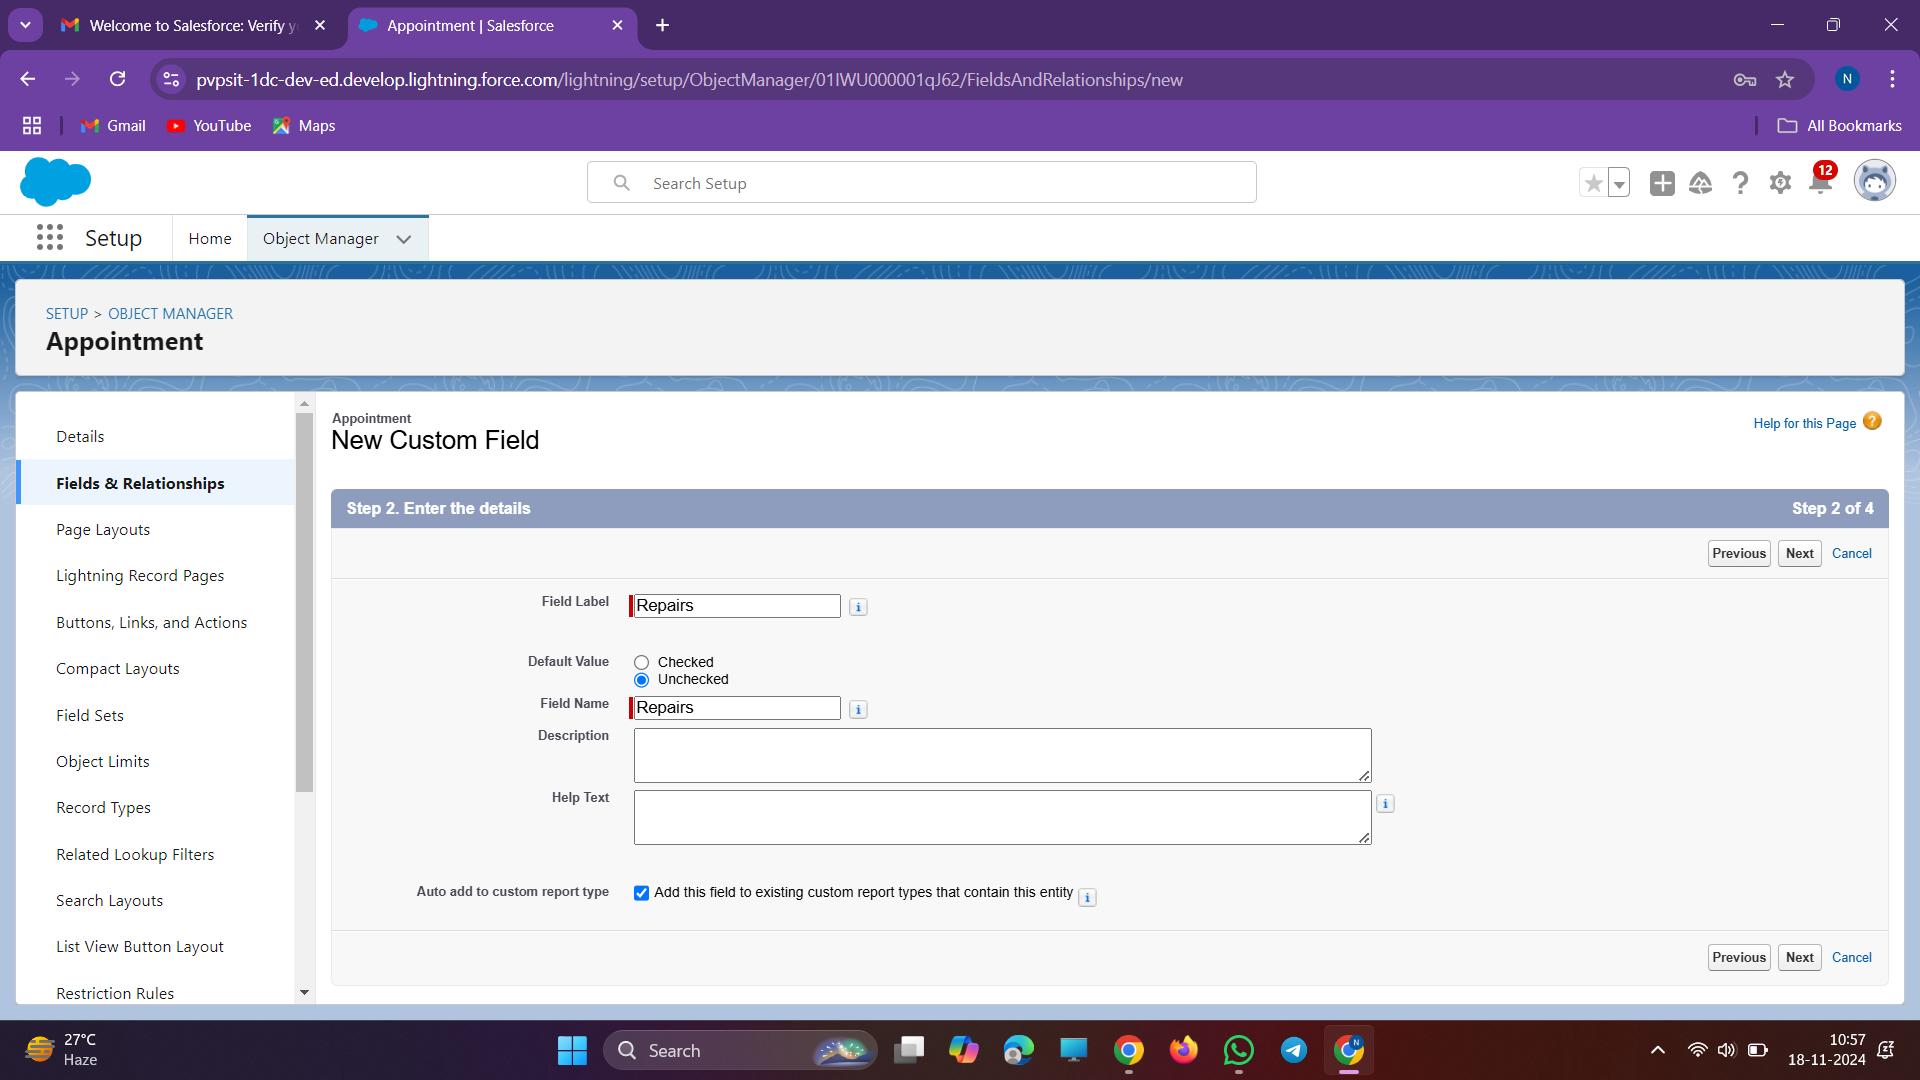 Welcome to Salesforce: Verify y
Appointment | Salesforce
pvpsit-1dc-dev-ed.develop.lightning.force.com/lightning/setup/ObjectManager/01IWU000001qJ62/FieldsAndRelationships/new
N
Gmail
YouTube
Maps
All Bookmarks
Search Setup
12
Setup
Home
Object Manager
SETUP > OBJECT MANAGER
Appointment
Details
Fields & Relationships
Page Layouts
Lightning Record Pages
Buttons, Links, and Actions
Compact Layouts
Field Sets
Object Limits
Record Types
Related Lookup Filters
Search Layouts
List View Button Layout
Restriction Rules
Appointment
New Custom Field
Help for this Page
Step 2. Enter the details
Step 2 of 4
Previous Next Cancel
Field Label Repairs
Default Value Checked
Unchecked
Field Name Repairs
Description
Help Text
Auto add to custom report type Add this field to existing custom report types that contain this entity
Previous Next Cancel
27°C
Haze
Search
N
10:57
18-11-2024